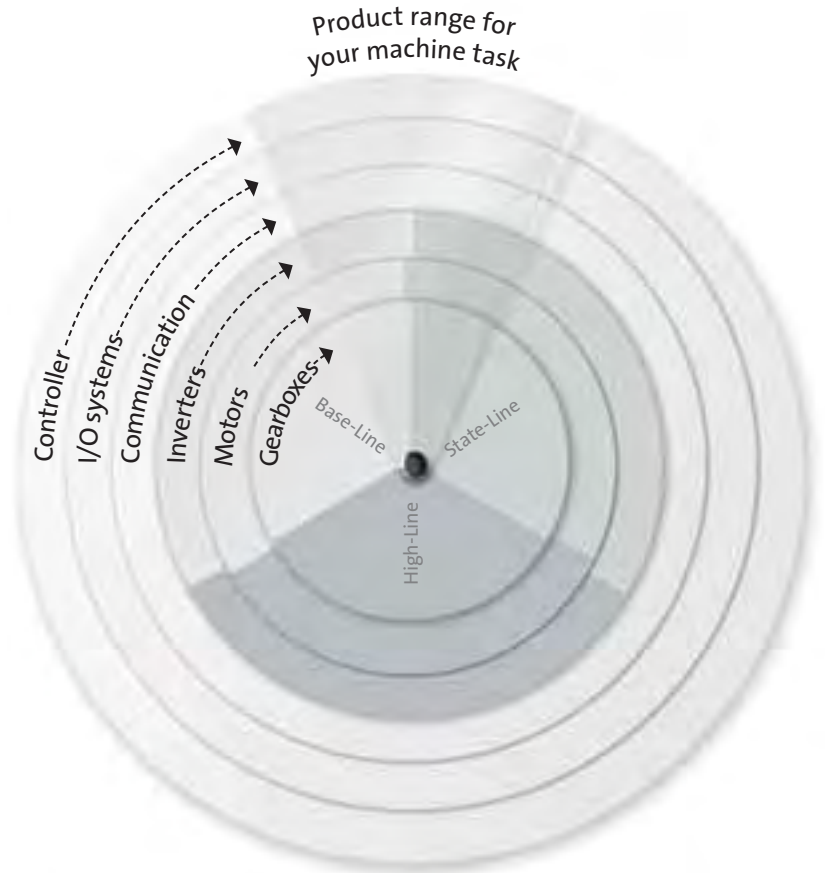 Product range for
your machine task
Controller
I/O systems
Communication
Inverters
Motors
Gearboxes
Base-Line
State-Line
High-Line